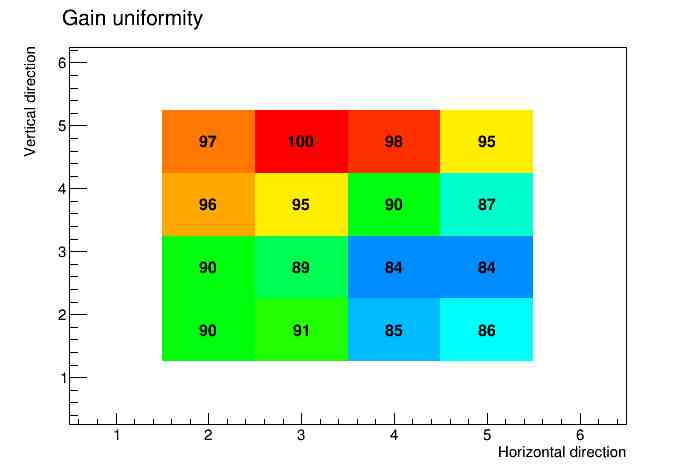 Gain uniformity
Vertical direction
6
5
4
3
2
1
97 100 98 95
96 95 90 87
90 89 84 84
90 91 85 86
1 2 3 4 5 6
Horizontal direction